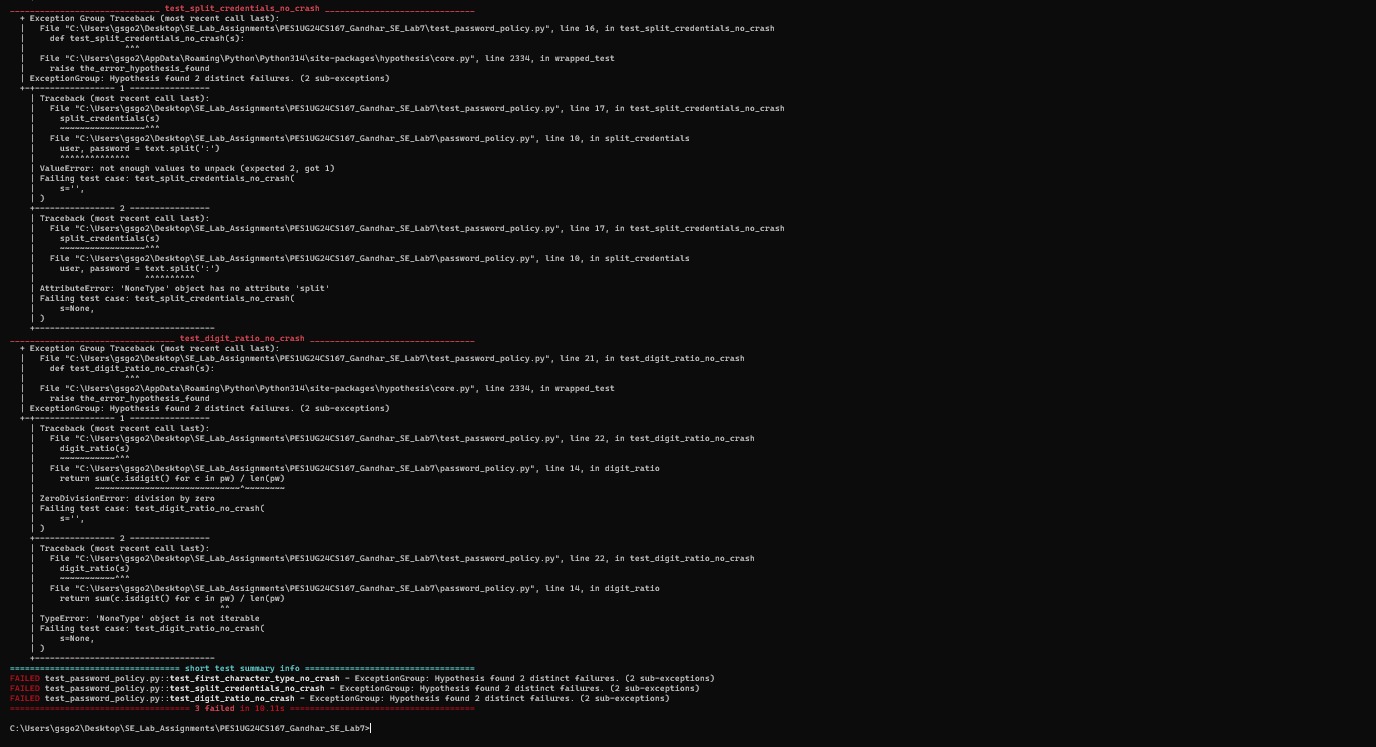 ______________________________ test_split_credentials_no_crash ______________________________
  + Exception Group Traceback (most recent call last):
  |   File "C:\Users\gsgo2\Desktop\SE_Lab_Assignments\PES1UG24CS167_Gandhar_SE_Lab7\test_password_policy.py", line 16, in test_split_credentials_no_crash
  |     def test_split_credentials_no_crash(s):
  |                    ^^^
  |   File "C:\Users\gsgo2\AppData\Roaming\Python\Python314\site-packages\hypothesis\core.py", line 2334, in wrapped_test
  |     raise the_error_hypothesis_found
  | ExceptionGroup: Hypothesis found 2 distinct failures. (2 sub-exceptions)
  +-+---------------- 1 ----------------
    | Traceback (most recent call last):
    |   File "C:\Users\gsgo2\Desktop\SE_Lab_Assignments\PES1UG24CS167_Gandhar_SE_Lab7\test_password_policy.py", line 17, in test_split_credentials_no_crash
    |     split_credentials(s)
    |     ~~~~~~~~~~~~~~~~~^^^
    |   File "C:\Users\gsgo2\Desktop\SE_Lab_Assignments\PES1UG24CS167_Gandhar_SE_Lab7\password_policy.py", line 10, in split_credentials
    |     user, password = text.split(':')
    |     ^^^^^^^^^^^^^^
    | ValueError: not enough values to unpack (expected 2, got 1)
    | Failing test case: test_split_credentials_no_crash(
    |     s='',
    | )
    +---------------- 2 ----------------
    | Traceback (most recent call last):
    |   File "C:\Users\gsgo2\Desktop\SE_Lab_Assignments\PES1UG24CS167_Gandhar_SE_Lab7\test_password_policy.py", line 17, in test_split_credentials_no_crash
    |     split_credentials(s)
    |     ~~~~~~~~~~~~~~~~~^^^
    |   File "C:\Users\gsgo2\Desktop\SE_Lab_Assignments\PES1UG24CS167_Gandhar_SE_Lab7\password_policy.py", line 10, in split_credentials
    |     user, password = text.split(':')
    |                      ^^^^^^^^^^
    | AttributeError: 'NoneType' object has no attribute 'split'
    | Failing test case: test_split_credentials_no_crash(
    |     s=None,
    | )
    +------------------------------------
_________________________________ test_digit_ratio_no_crash _________________________________
  + Exception Group Traceback (most recent call last):
  |   File "C:\Users\gsgo2\Desktop\SE_Lab_Assignments\PES1UG24CS167_Gandhar_SE_Lab7\test_password_policy.py", line 21, in test_digit_ratio_no_crash
  |     def test_digit_ratio_no_crash(s):
  |                    ^^^
  |   File "C:\Users\gsgo2\AppData\Roaming\Python\Python314\site-packages\hypothesis\core.py", line 2334, in wrapped_test
  |     raise the_error_hypothesis_found
  | ExceptionGroup: Hypothesis found 2 distinct failures. (2 sub-exceptions)
  +-+---------------- 1 ----------------
    | Traceback (most recent call last):
    |   File "C:\Users\gsgo2\Desktop\SE_Lab_Assignments\PES1UG24CS167_Gandhar_SE_Lab7\test_password_policy.py", line 22, in test_digit_ratio_no_crash
    |     digit_ratio(s)
    |     ~~~~~~~~~~~^^^
    |   File "C:\Users\gsgo2\Desktop\SE_Lab_Assignments\PES1UG24CS167_Gandhar_SE_Lab7\password_policy.py", line 14, in digit_ratio
    |     return sum(c.isdigit() for c in pw) / len(pw)
    |            ~~~~~~~~~~~~~~~~~~~~~~~~~~~~~^~~~~~~~~
    | ZeroDivisionError: division by zero
    | Failing test case: test_digit_ratio_no_crash(
    |     s='',
    | )
    +---------------- 2 ----------------
    | Traceback (most recent call last):
    |   File "C:\Users\gsgo2\Desktop\SE_Lab_Assignments\PES1UG24CS167_Gandhar_SE_Lab7\test_password_policy.py", line 22, in test_digit_ratio_no_crash
    |     digit_ratio(s)
    |     ~~~~~~~~~~~^^^
    |   File "C:\Users\gsgo2\Desktop\SE_Lab_Assignments\PES1UG24CS167_Gandhar_SE_Lab7\password_policy.py", line 14, in digit_ratio
    |     return sum(c.isdigit() for c in pw) / len(pw)
    |                                     ^^
    | TypeError: 'NoneType' object is not iterable
    | Failing test case: test_digit_ratio_no_crash(
    |     s=None,
    | )
    +------------------------------------
================================== short test summary info ==================================
FAILED test_password_policy.py::test_first_character_type_no_crash - ExceptionGroup: Hypothesis found 2 distinct failures. (2 sub-exceptions)
FAILED test_password_policy.py::test_split_credentials_no_crash - ExceptionGroup: Hypothesis found 2 distinct failures. (2 sub-exceptions)
FAILED test_password_policy.py::test_digit_ratio_no_crash - ExceptionGroup: Hypothesis found 2 distinct failures. (2 sub-exceptions)
==================================== 3 failed in 10.11s =====================================
C:\Users\gsgo2\Desktop\SE_Lab_Assignments\PES1UG24CS167_Gandhar_SE_Lab7>